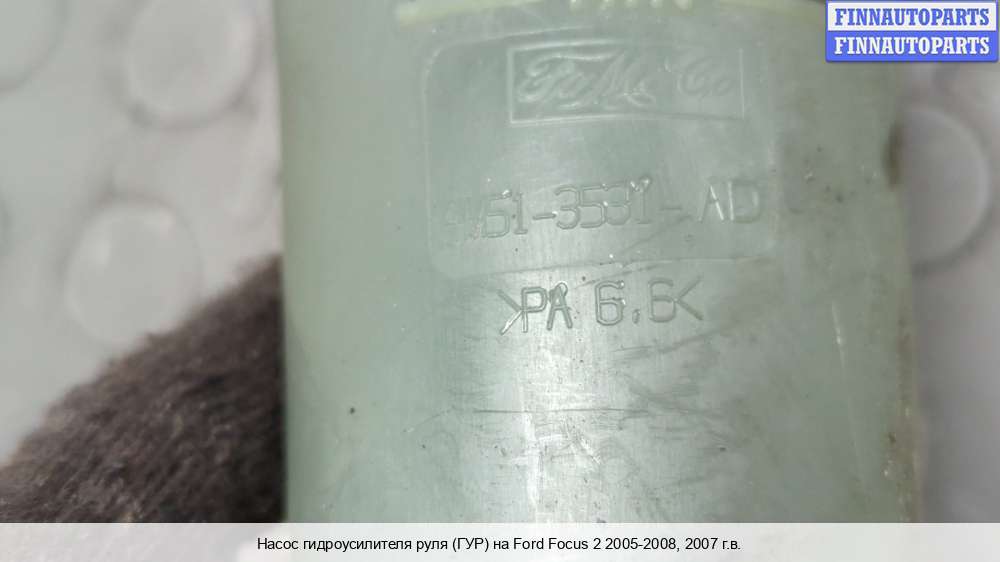 FINNAUTOPARTS
FINNAUTOPARTS
FoMoCo
4M51-3531-AD
>PA 6.6<
Насос гидроусилителя руля (ГУР) на Ford Focus 2 2005-2008, 2007 г.в.